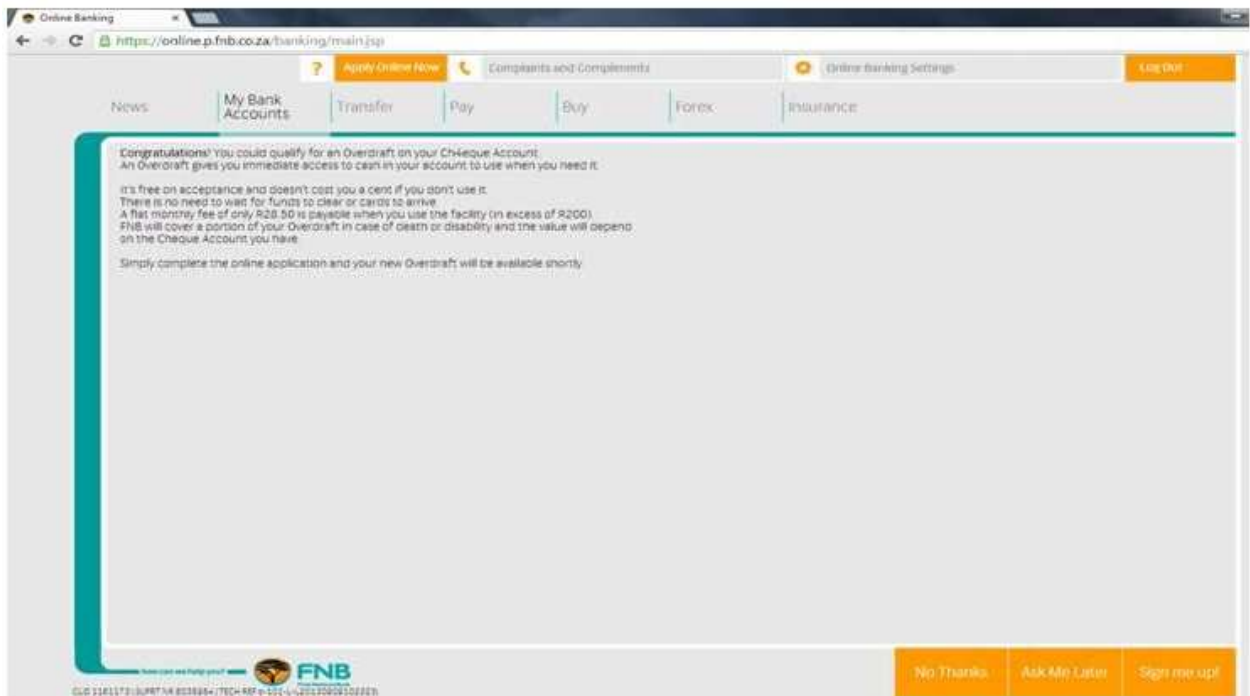 Online Banking
https://online.p.fnb.co.za/banking/main.jsp
? Apply Online Now Complaints and Compliments Online Banking Settings Log Out
News My Bank Accounts Transfer Pay Buy Forex Insurance
Congratulations! You could qualify for an Overdraft on your Ch4eque Account.
An Overdraft gives you immediate access to cash in your account to use when you need it.
It's free on acceptance and doesn't cost you a cent if you don't use it.
There is no need to wait for funds to clear or cards to arrive.
A flat monthly fee of only R28.50 is payable when you use the facility (in excess of R200).
FNB will cover a portion of your Overdraft in case of death or disability and the value will depend
on the Cheque Account you have.
Simply complete the online application and your new Overdraft will be available shortly.
how can we help you?
FNB
No Thanks Ask Me Later Sign me up!